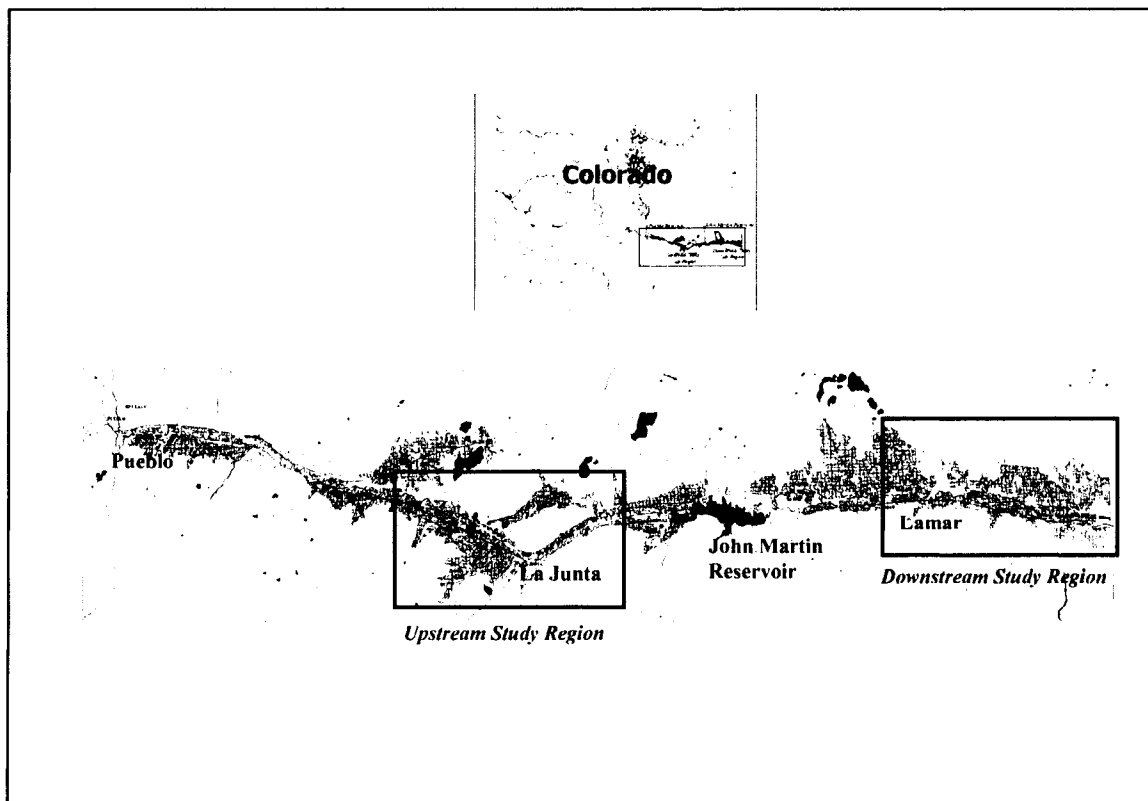 Colorado
Pueblo
La Junta
John Martin
Reservoir
Lamar
Upstream Study Region
Downstream Study Region